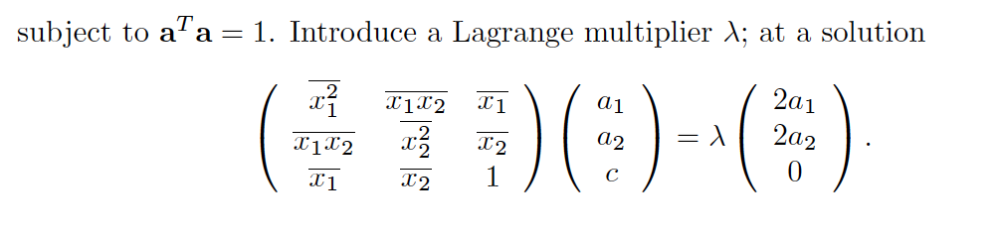 subject to $\mathbf{a}^T\mathbf{a} = 1$. Introduce a Lagrange multiplier $\lambda$; at a solution
$\begin{pmatrix} \overline{x_1^2} & \overline{x_1 x_2} & \overline{x_1} \\ \overline{x_1 x_2} & \overline{x_2^2} & \overline{x_2} \\ \overline{x_1} & \overline{x_2} & 1 \end{pmatrix} \begin{pmatrix} a_1 \\ a_2 \\ c \end{pmatrix} = \lambda \begin{pmatrix} 2a_1 \\ 2a_2 \\ 0 \end{pmatrix}.$